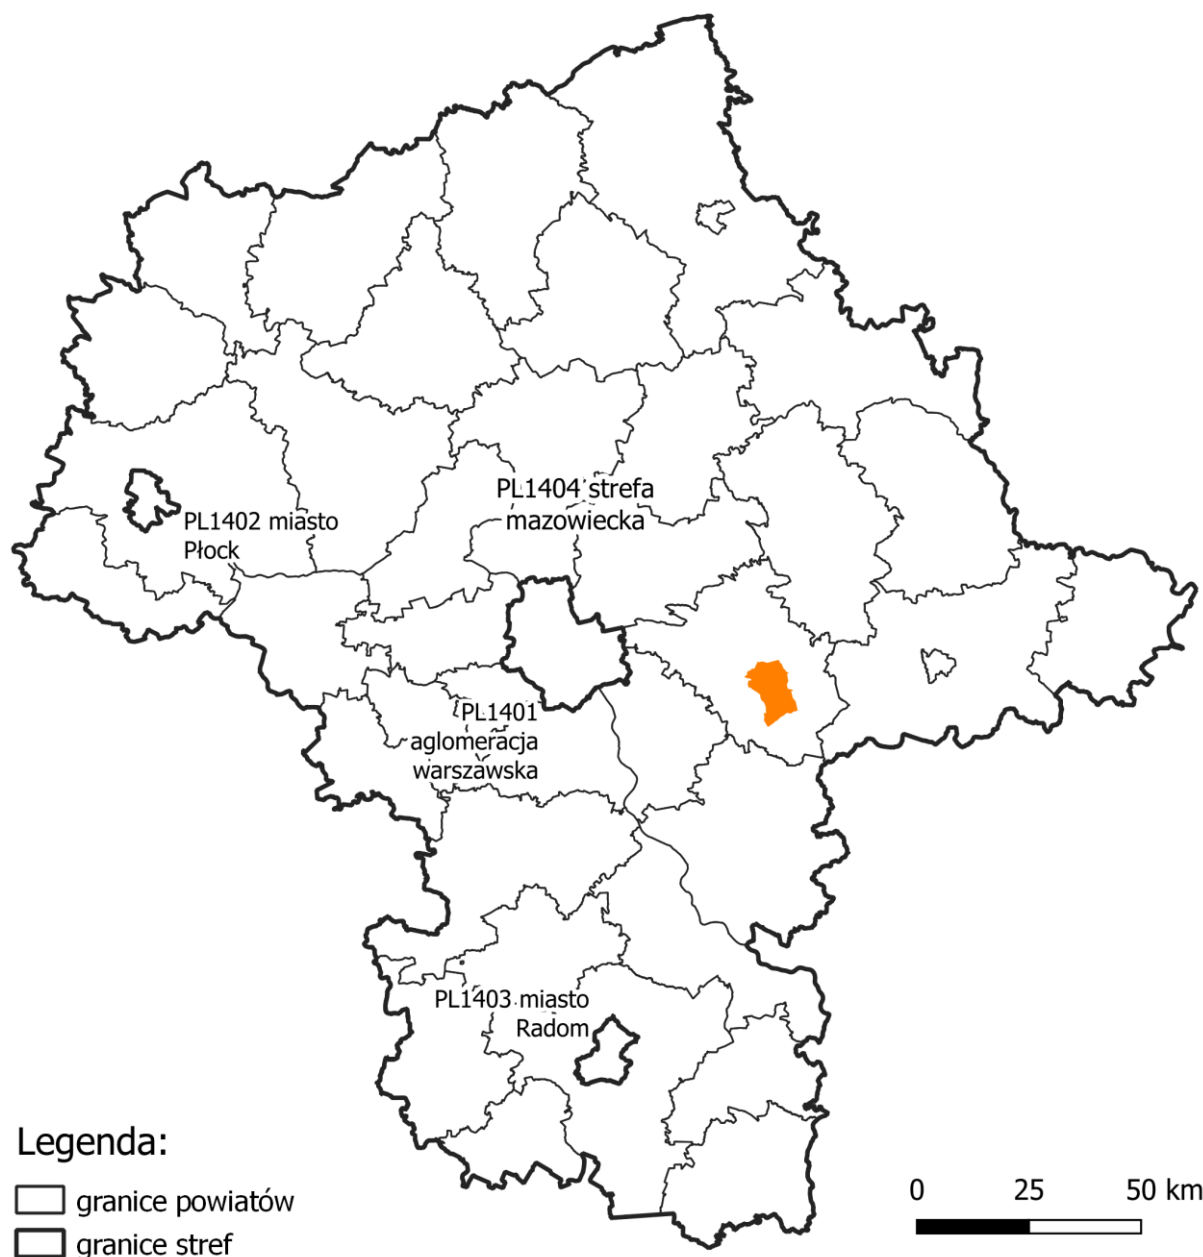 PL1404 strefa
mazowiecka
PL1402 miasto
Płock
PL1401
aglomeracja
warszawska
PL1403 miasto
Radom
Legenda:
granice powiatów
granice stref
0 25 50 km